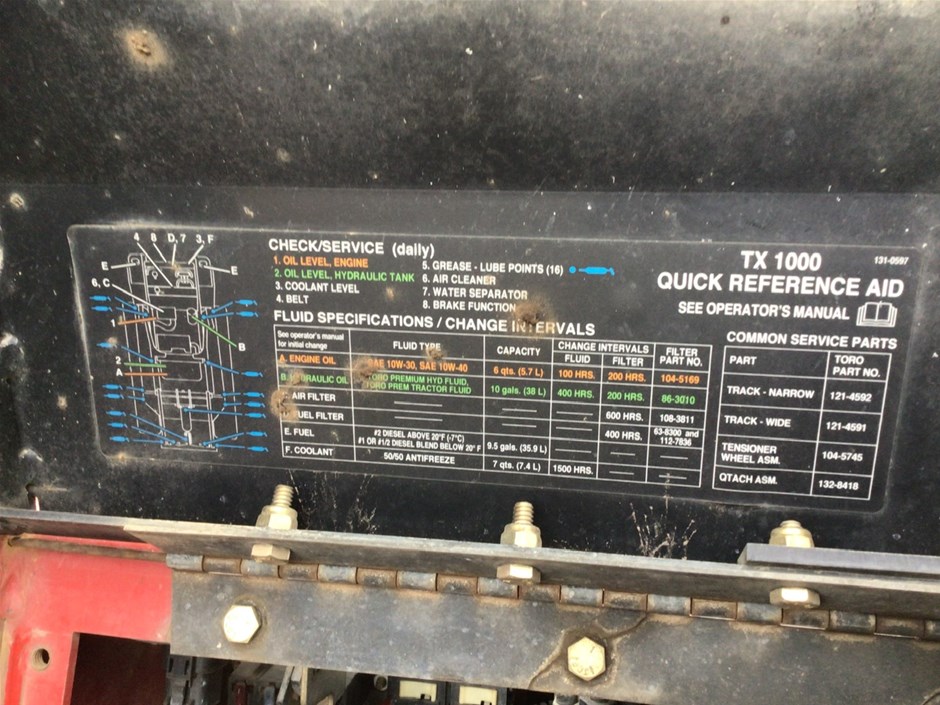 4 8 D, 7 3, F
E E
6, C
1
B
2
A
CHECK/SERVICE (daily)
1. OIL LEVEL, ENGINE
2. OIL LEVEL, HYDRAULIC TANK
3. COOLANT LEVEL
4. BELT
5. GREASE - LUBE POINTS (16)
6. AIR CLEANER
7. WATER SEPARATOR
8. BRAKE FUNCTION
TX 1000
QUICK REFERENCE AID
131-0597
SEE OPERATOR'S MANUAL
FLUID SPECIFICATIONS / CHANGE INTERVALS
See operator's manual
for initial change
FLUID TYPE
CAPACITY
CHANGE INTERVALS
FLUID FILTER
FILTER
PART NO.
A. ENGINE OIL SAE 10W-30, SAE 10W-40 6 qts. (5.7 L) 100 HRS. 200 HRS. 104-5169
B. HYDRAULIC OIL TORO PREMIUM HYD FLUID, 10 gals. (38 L) 400 HRS. 200 HRS. 86-3010
TORO PREM TRACTOR FLUID
AIR FILTER 600 HRS. 108-3811
FUEL FILTER 400 HRS. 63-8300 and
112-7836
E. FUEL #2 DIESEL ABOVE 20°F (-7°C) 9.5 gals. (35.9 L)
#1 OR #1/2 DIESEL BLEND BELOW 20° F
F. COOLANT 50/50 ANTIFREEZE 7 qts. (7.4 L) 1500 HRS.
COMMON SERVICE PARTS
PART
TORO
PART NO.
TRACK - NARROW 121-4592
TRACK - WIDE 121-4591
TENSIONER
WHEEL ASM. 104-5745
QTACH ASM. 132-8418